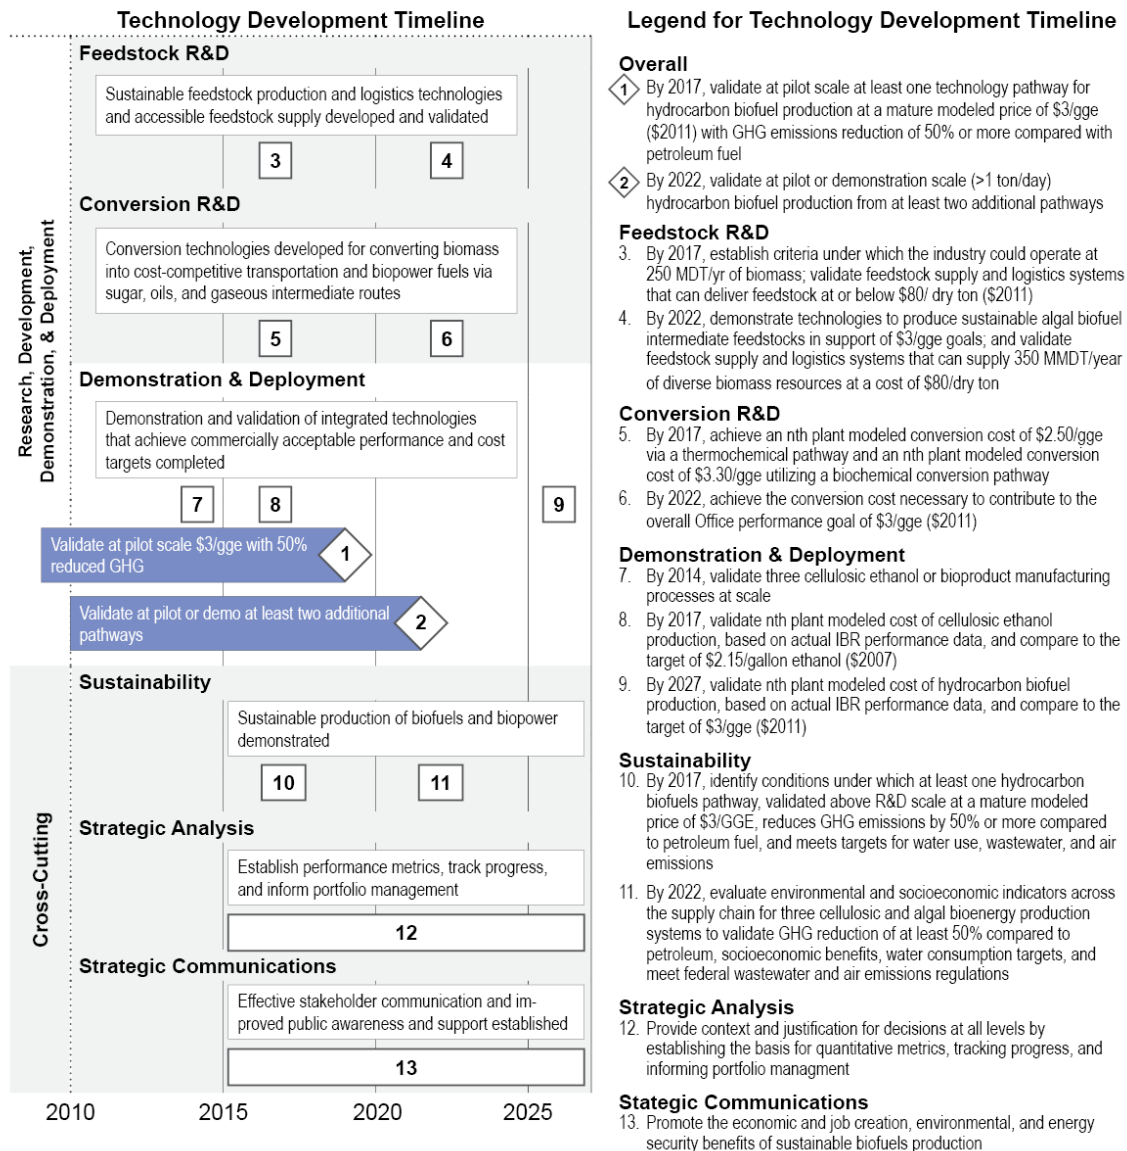 Technology Development Timeline
Research, Development,
Demonstration, & Deployment
Feedstock R&D
Sustainable feedstock production and logistics technologies
and accessible feedstock supply developed and validated
3
4
Conversion R&D
Conversion technologies developed for converting biomass
into cost-competitive transportation and biopower fuels via
sugar, oils, and gaseous intermediate routes
5
6
Demonstration & Deployment
Demonstration and validation of integrated technologies
that achieve commercially acceptable performance and cost
targets completed
7
8
9
Validate at pilot scale $3/gge with 50%
reduced GHG
1
Validate at pilot or demo at least two additional
pathways
2
Cross-Cutting
Sustainability
Sustainable production of biofuels and biopower
demonstrated
10
11
Strategic Analysis
Establish performance metrics, track progress,
and inform portfolio management
12
Strategic Communications
Effective stakeholder communication and im-
proved public awareness and support established
13
2010
2015
2020
2025
Legend for Technology Development Timeline
Overall
1 By 2017, validate at pilot scale at least one technology pathway for
hydrocarbon biofuel production at a mature modeled price of $3/gge
($2011) with GHG emissions reduction of 50% or more compared with
petroleum fuel
2 By 2022, validate at pilot or demonstration scale (>1 ton/day)
hydrocarbon biofuel production from at least two additional pathways
Feedstock R&D
3. By 2017, establish criteria under which the industry could operate at
250 MDT/yr of biomass; validate feedstock supply and logistics systems
that can deliver feedstock at or below $80/ dry ton ($2011)
4. By 2022, demonstrate technologies to produce sustainable algal biofuel
intermediate feedstocks in support of $3/gge goals; and validate
feedstock supply and logistics systems that can supply 350 MMDT/year
of diverse biomass resources at a cost of $80/dry ton
Conversion R&D
5. By 2017, achieve an nth plant modeled conversion cost of $2.50/gge
via a thermochemical pathway and an nth plant modeled conversion
cost of $3.30/gge utilizing a biochemical conversion pathway
6. By 2022, achieve the conversion cost necessary to contribute to the
overall Office performance goal of $3/gge ($2011)
Demonstration & Deployment
7. By 2014, validate three cellulosic ethanol or bioproduct manufacturing
processes at scale
8. By 2017, validate nth plant modeled cost of cellulosic ethanol
production, based on actual IBR performance data, and compare to the
target of $2.15/gallon ethanol ($2007)
9. By 2027, validate nth plant modeled cost of hydrocarbon biofuel
production, based on actual IBR performance data, and compare to the
target of $3/gge ($2011)
Sustainability
10. By 2017, identify conditions under which at least one hydrocarbon
biofuels pathway, validated above R&D scale at a mature modeled
price of $3/GGE, reduces GHG emissions by 50% or more compared
to petroleum fuel, and meets targets for water use, wastewater, and air
emissions
11. By 2022, evaluate environmental and socioeconomic indicators across
the supply chain for three cellulosic and algal bioenergy production
systems to validate GHG reduction of at least 50% compared to
petroleum, socioeconomic benefits, water consumption targets, and
meet federal wastewater and air emissions regulations
Strategic Analysis
12. Provide context and justification for decisions at all levels by
establishing the basis for quantitative metrics, tracking progress, and
informing portfolio managment
Stategic Communications
13. Promote the economic and job creation, environmental, and energy
security benefits of sustainable biofuels production